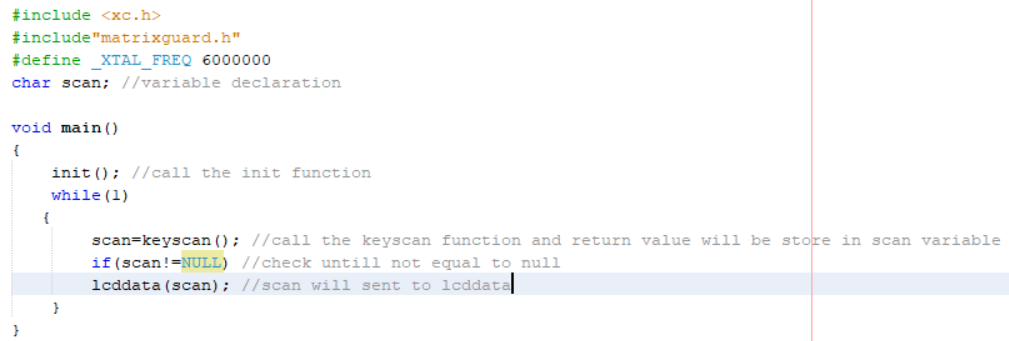 #include <xc.h>
#include"matrixguard.h"
#define _XTAL_FREQ 6000000
char scan; //variable declaration
void main()
{
init(); //call the init function
while(1)
{
scan=keyscan(); //call the keyscan function and return value will be store in scan variable
if(scan!=NULL) //check untill not equal to null
lcddata(scan); //scan will sent to lcddata
}
}